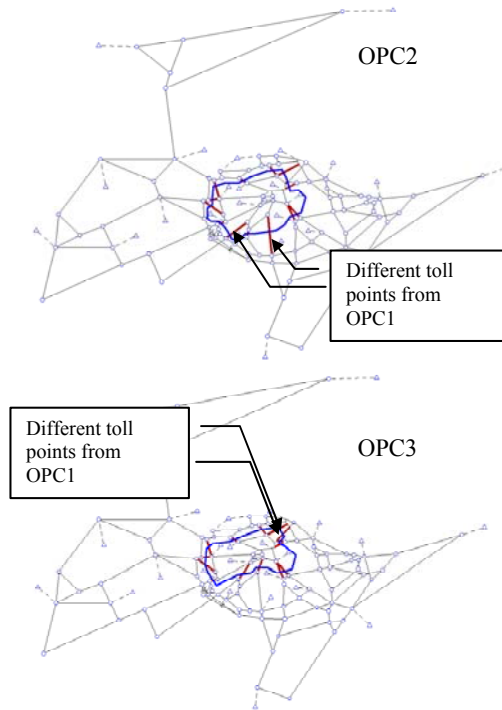 OPC2
Different toll
points from
OPC1
Different toll
points from
OPC1
OPC3